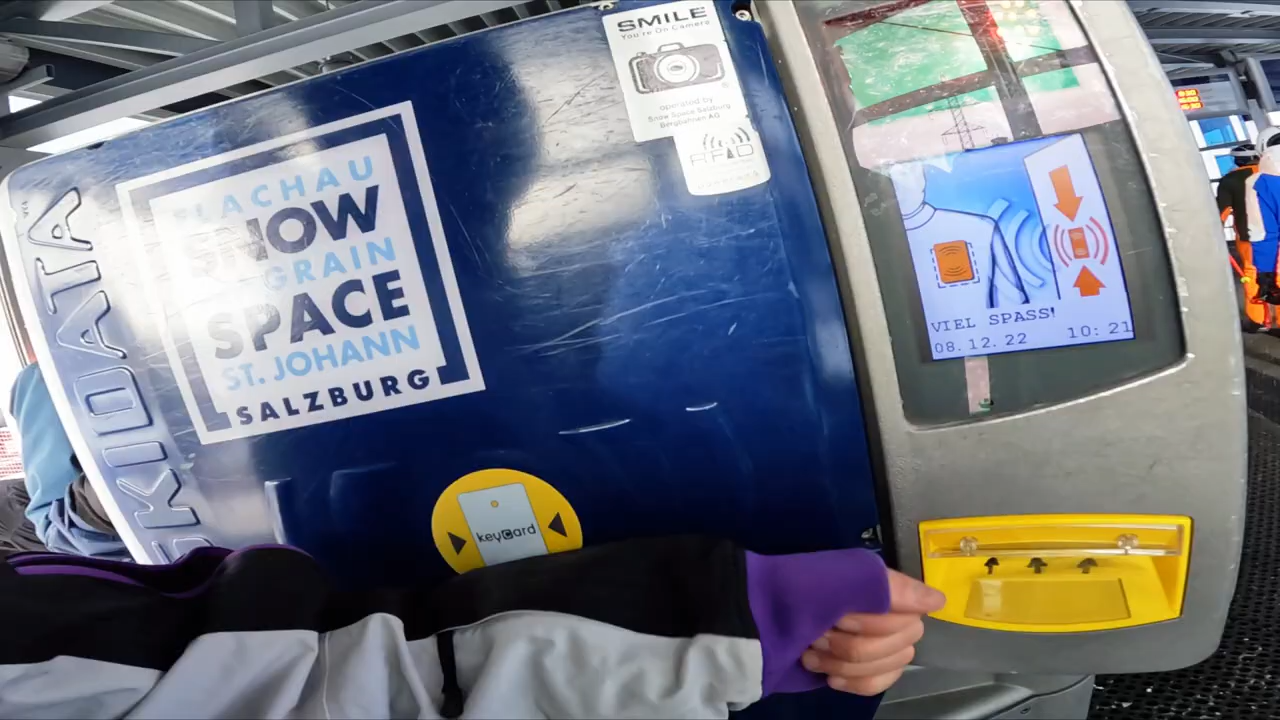 SKIDATA
FLACHAU
SNOW
GRAIN
SPACE
ST. JOHANN
SALZBURG
SMILE
You're On Camera
operated by
Snow Space Salzburg
Bergbahnen AG
RFID
keycard
VIEL SPASS!
08.12.22 10:21